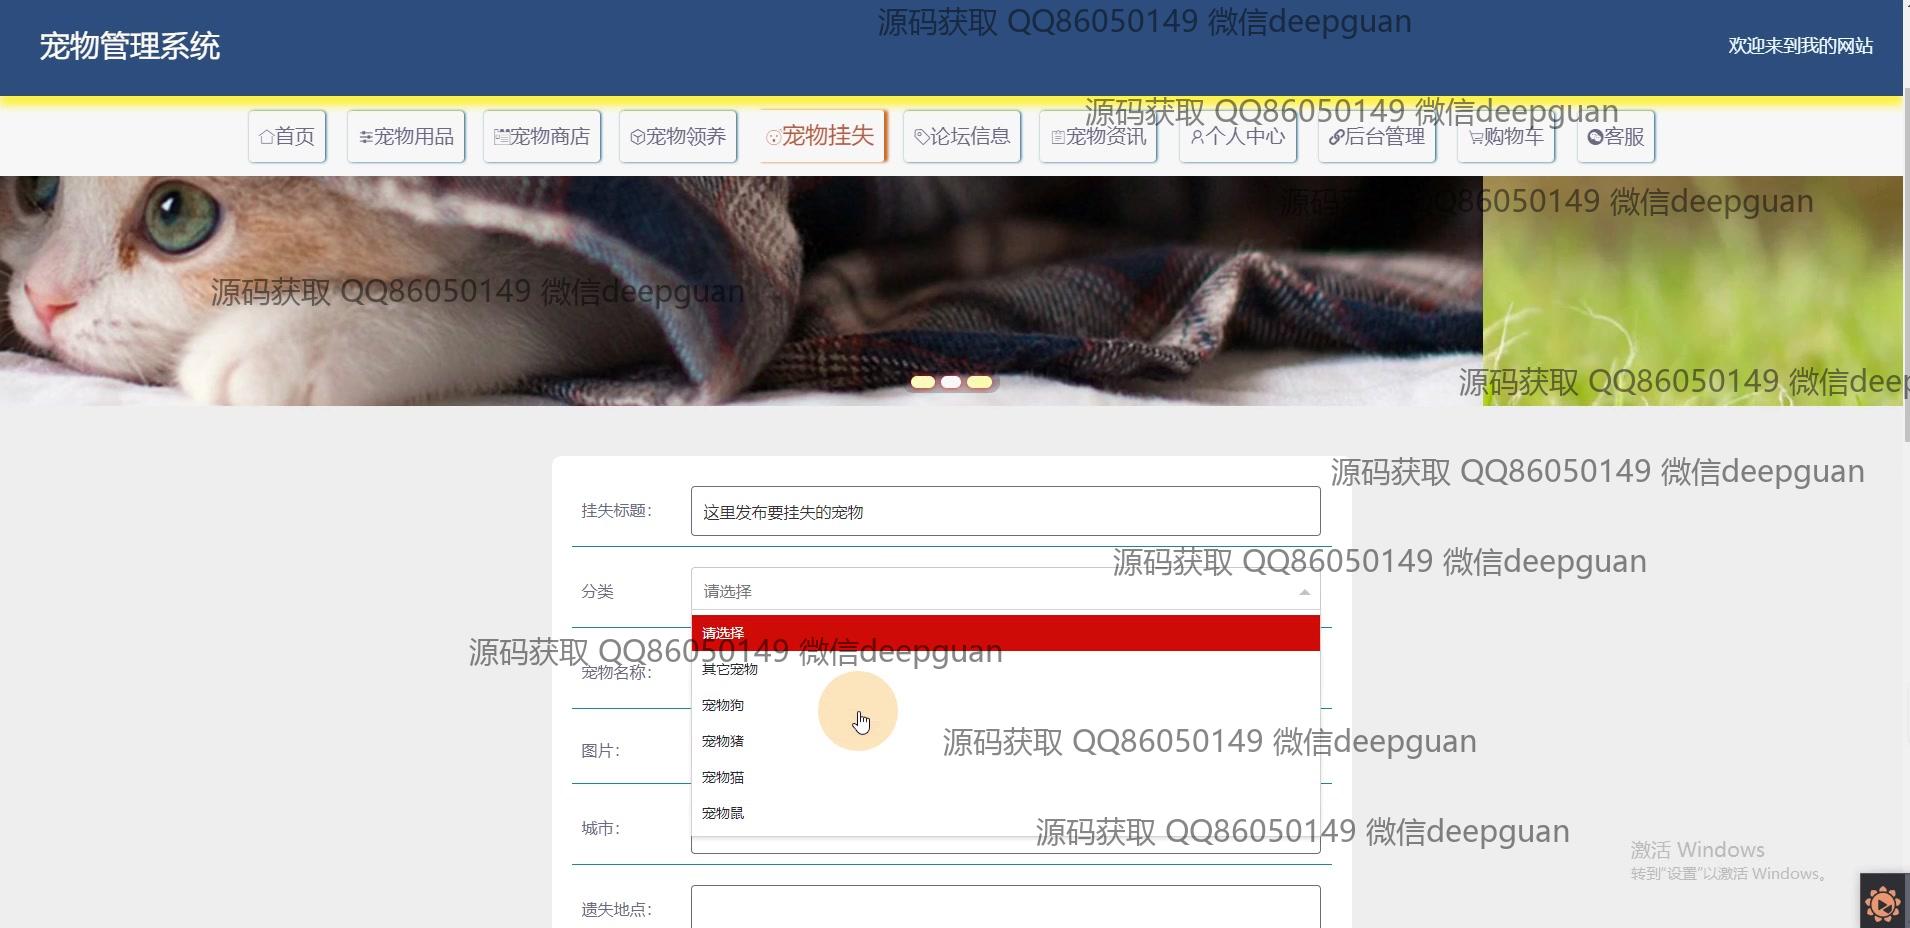 源码获取 QQ86050149 微信deepguan
宠物管理系统
欢迎来到我的网站
源码获取 QQ86050149 微信deepguan
首页
宠物用品
宠物商店
宠物领养
宠物挂失
论坛信息
宠物资讯
个人中心
后台管理
购物车
客服
源码获取 QQ86050149 微信deepguan
源码获取 QQ86050149 微信deepguan
源码获取 QQ86050149 微信deep
源码获取 QQ86050149 微信deepguan
挂失标题：
这里发布要挂失的宠物
源码获取 QQ86050149 微信deepguan
分类
请选择
请选择
源码获取 QQ86050149 微信deepguan
宠物名称：
其它宠物
宠物狗
源码获取 QQ86050149 微信deepguan
图片：
宠物猪
宠物猫
宠物鼠
城市：
源码获取 QQ86050149 微信deepguan
激活 Windows
转到"设置"以激活 Windows。
遗失地点：